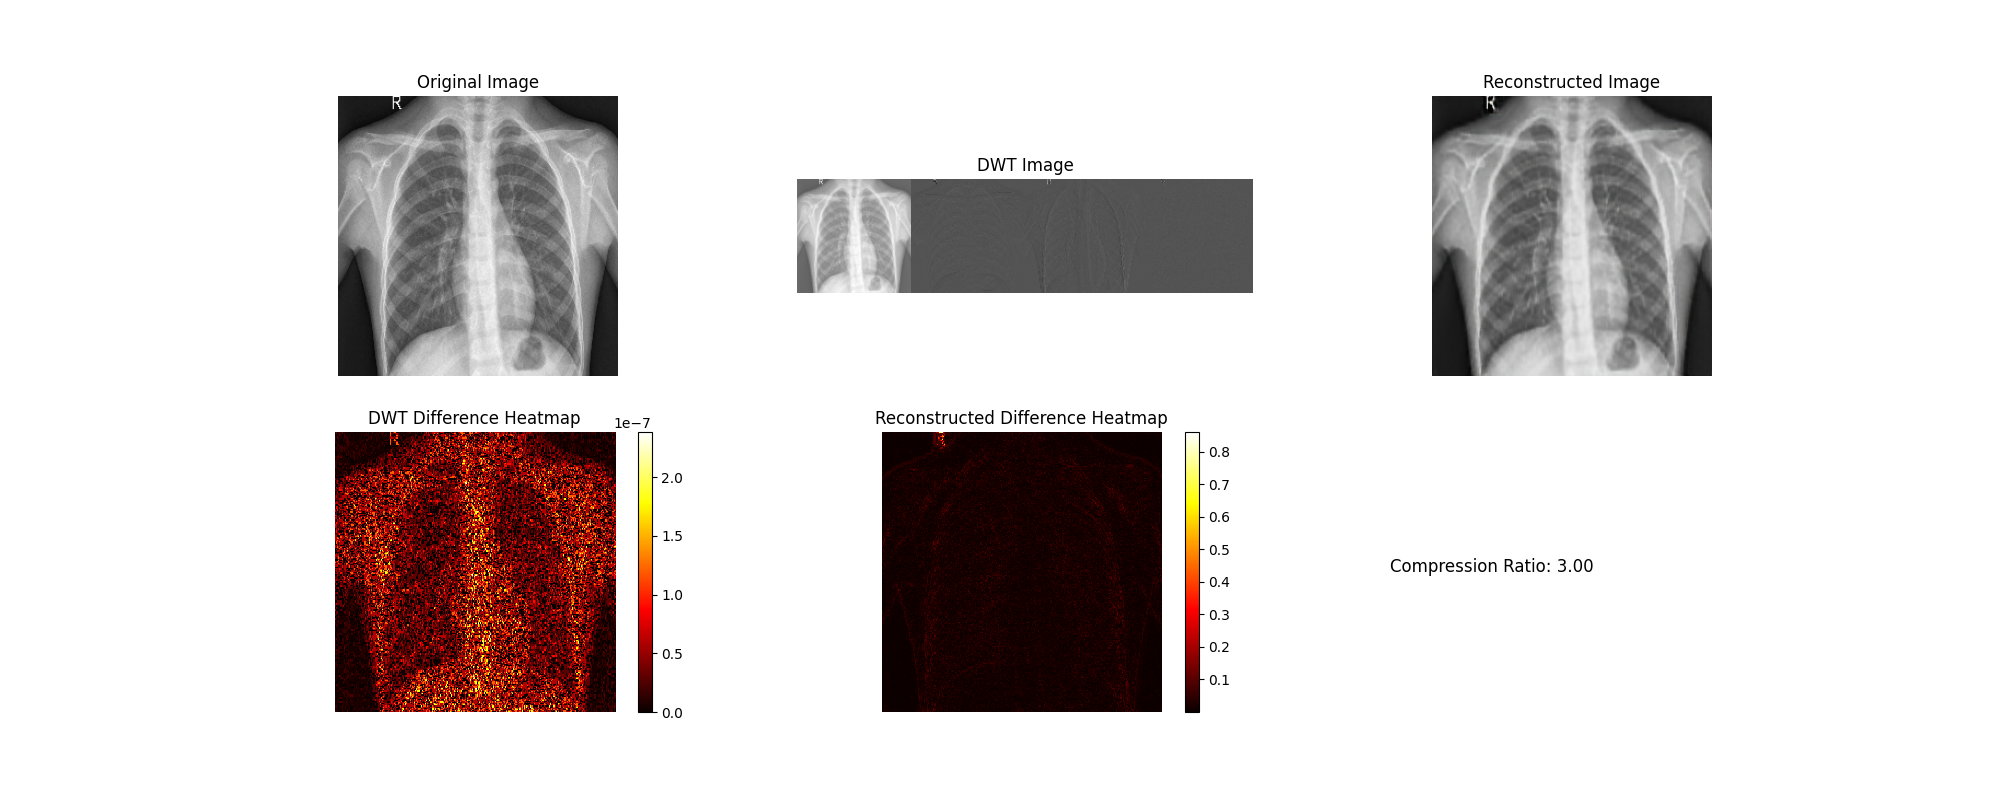 Original Image
R
DWT Image
R
Reconstructed Image
R
DWT Difference Heatmap
1e−7
R
2.0
1.5
1.0
0.5
0.0
Reconstructed Difference Heatmap
0.8
0.7
0.6
0.5
0.4
0.3
0.2
0.1
Compression Ratio: 3.00